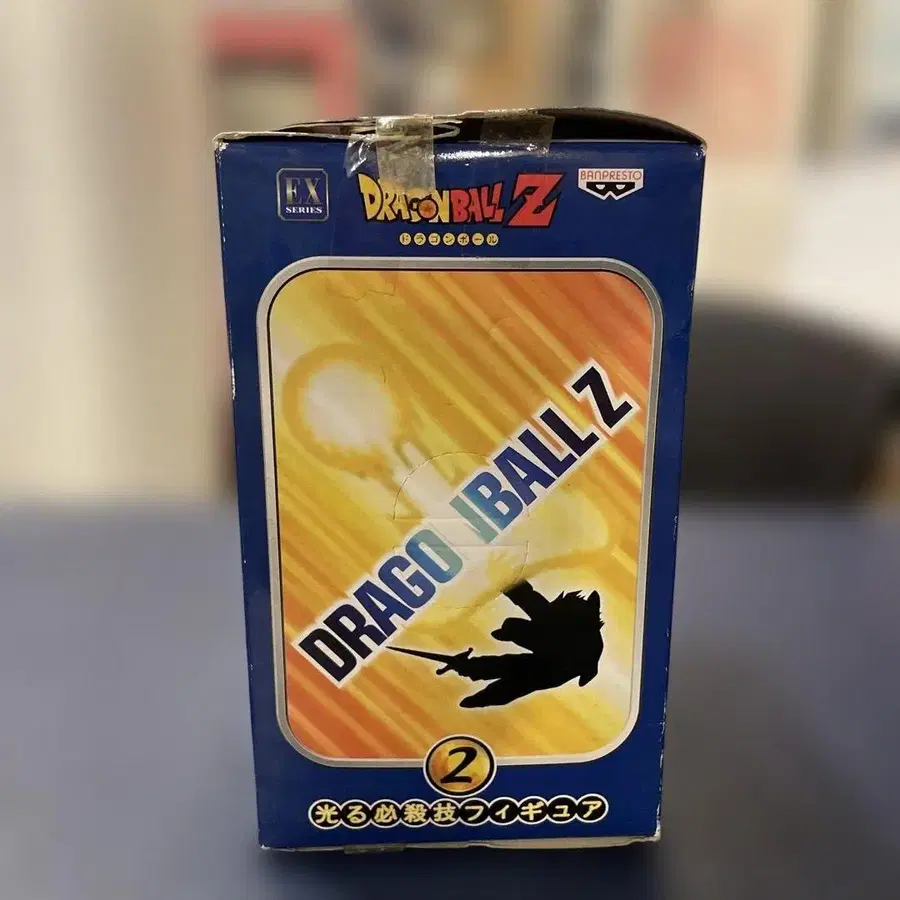 EX
SERIES
DRAGON BALL Z
ドラゴンボール
BANPRESTO
DRAGONBALL Z
2
光る必殺技フィギュア